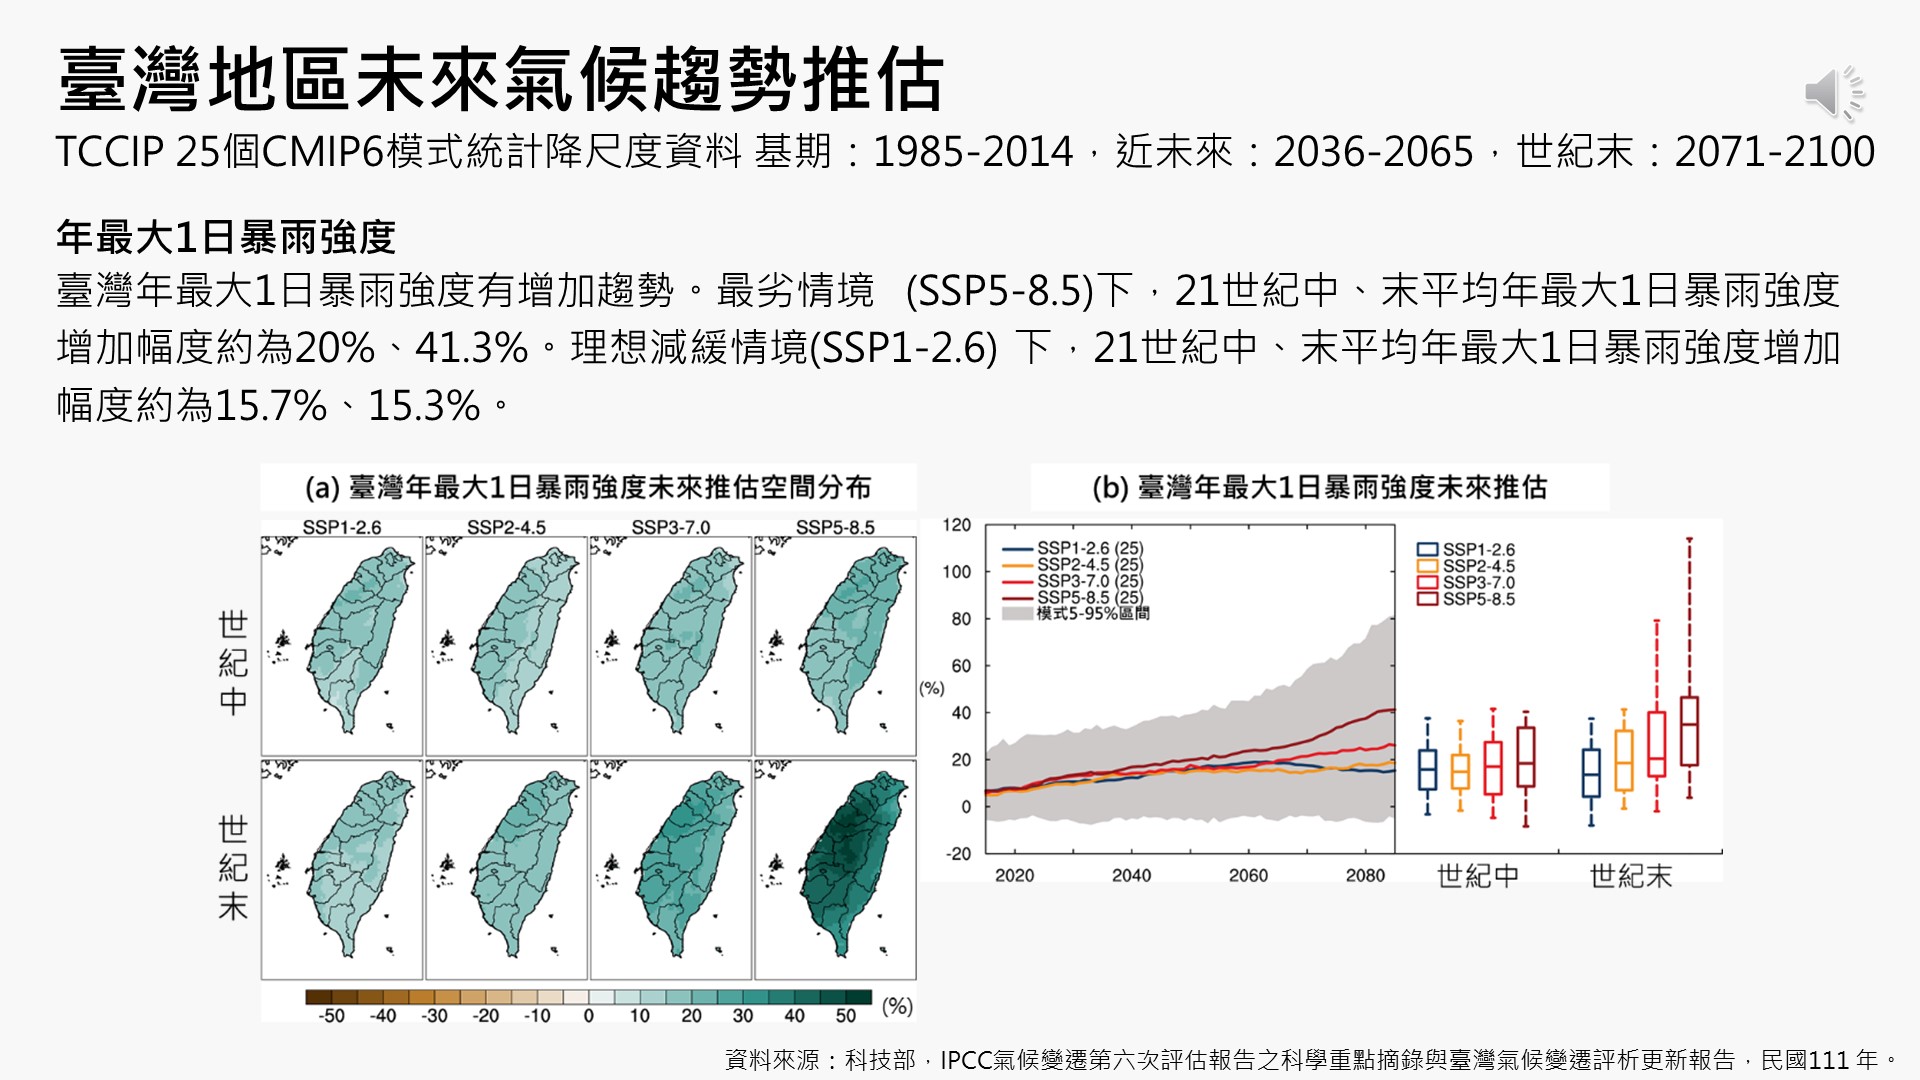 臺灣地區未來氣候趨勢推估
TCCIP 25個CMIP6模式統計降尺度資料 基期：1985-2014，近未來：2036-2065，世紀末：2071-2100
年最大1日暴雨強度
臺灣年最大1日暴雨強度有增加趨勢。最劣情境 (SSP5-8.5)下，21世紀中、末平均年最大1日暴雨強度
增加幅度約為20%、41.3%。理想減緩情境(SSP1-2.6) 下，21世紀中、末平均年最大1日暴雨強度增加
幅度約為15.7%、15.3%。
(a) 臺灣年最大1日暴雨強度未來推估空間分布
SSP1-2.6 SSP2-4.5 SSP3-7.0 SSP5-8.5
世紀中
世紀末
-50 -40 -30 -20 -10 0 10 20 30 40 50 (%)
(b) 臺灣年最大1日暴雨強度未來推估
120
100
80
60
(%)
40
20
0
-20
SSP1-2.6 (25)
SSP2-4.5 (25)
SSP3-7.0 (25)
SSP5-8.5 (25)
模式5-95%區間
SSP1-2.6
SSP2-4.5
SSP3-7.0
SSP5-8.5
2020 2040 2060 2080 世紀中 世紀末
資料來源：科技部，IPCC氣候變遷第六次評估報告之科學重點摘錄與臺灣氣候變遷評析更新報告，民國111 年。